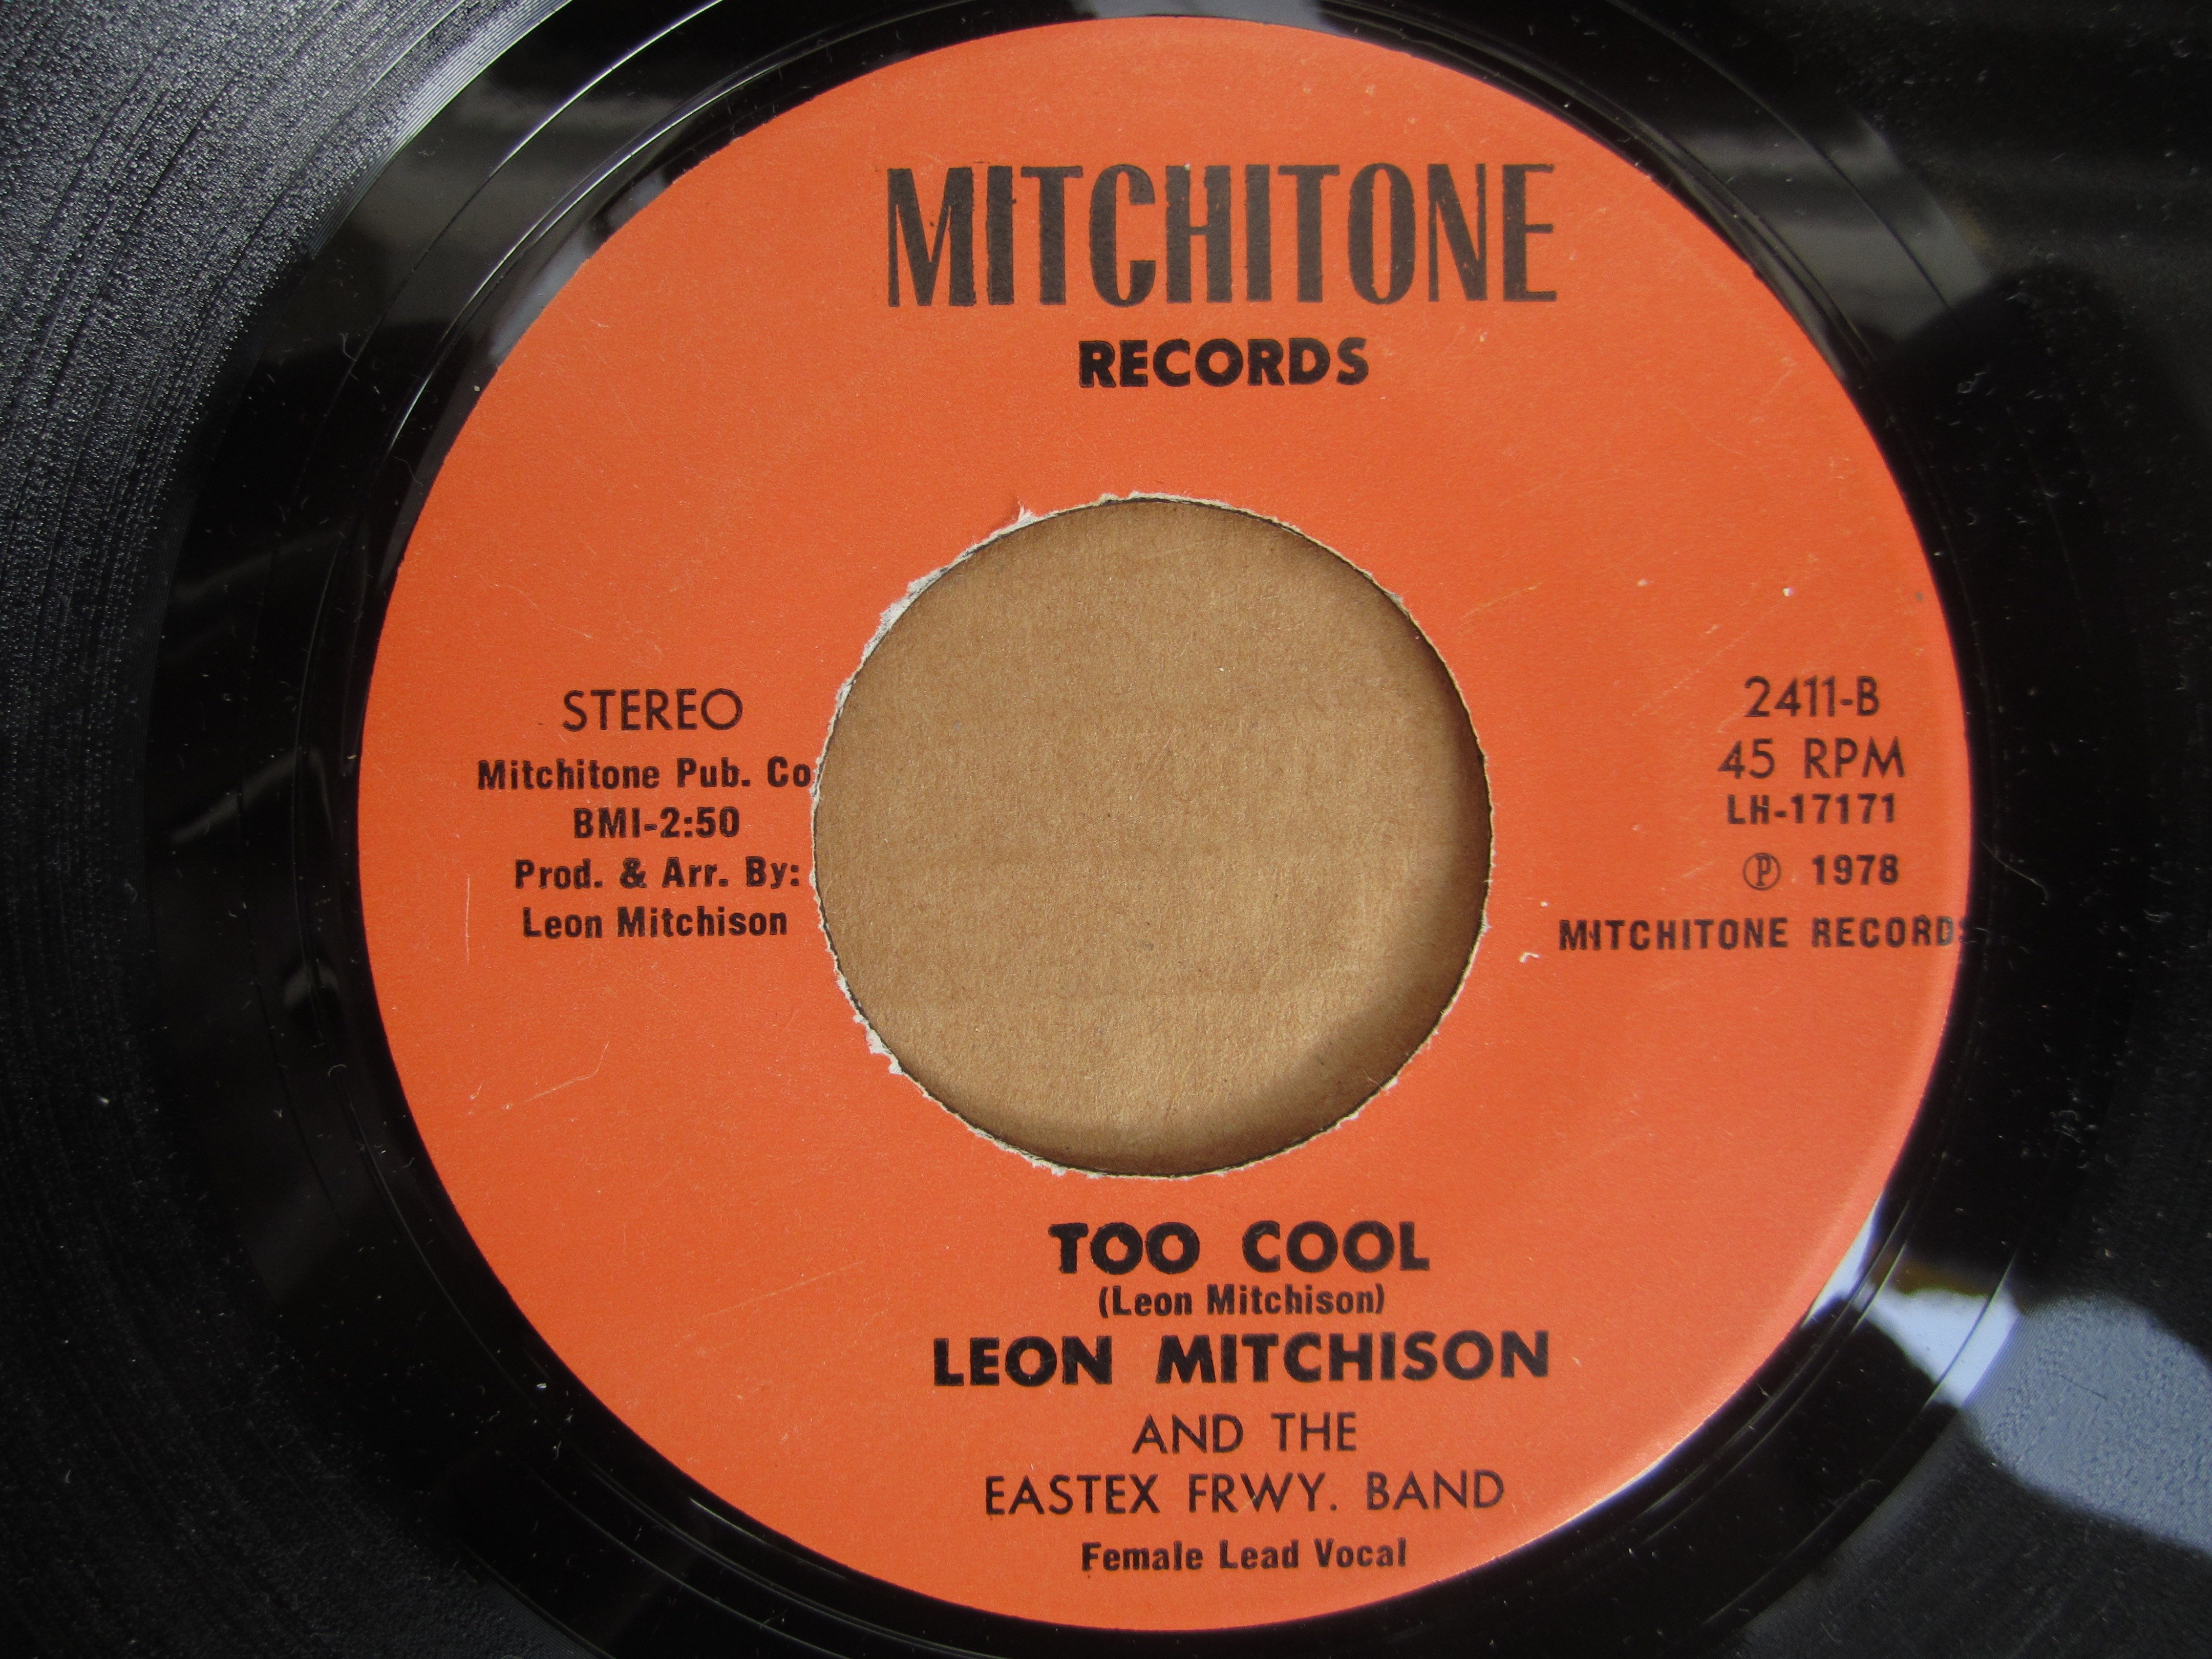 MITCHITONE
RECORDS
STEREO
Mitchitone Pub. Co
BMI-2:50
Prod. & Arr. By:
Leon Mitchison
2411-B
45 RPM
LH-17171
Ⓟ 1978
MITCHITONE RECORDS
TOO COOL
(Leon Mitchison)
LEON MITCHISON
AND THE
EASTEX FRWY. BAND
Female Lead Vocal